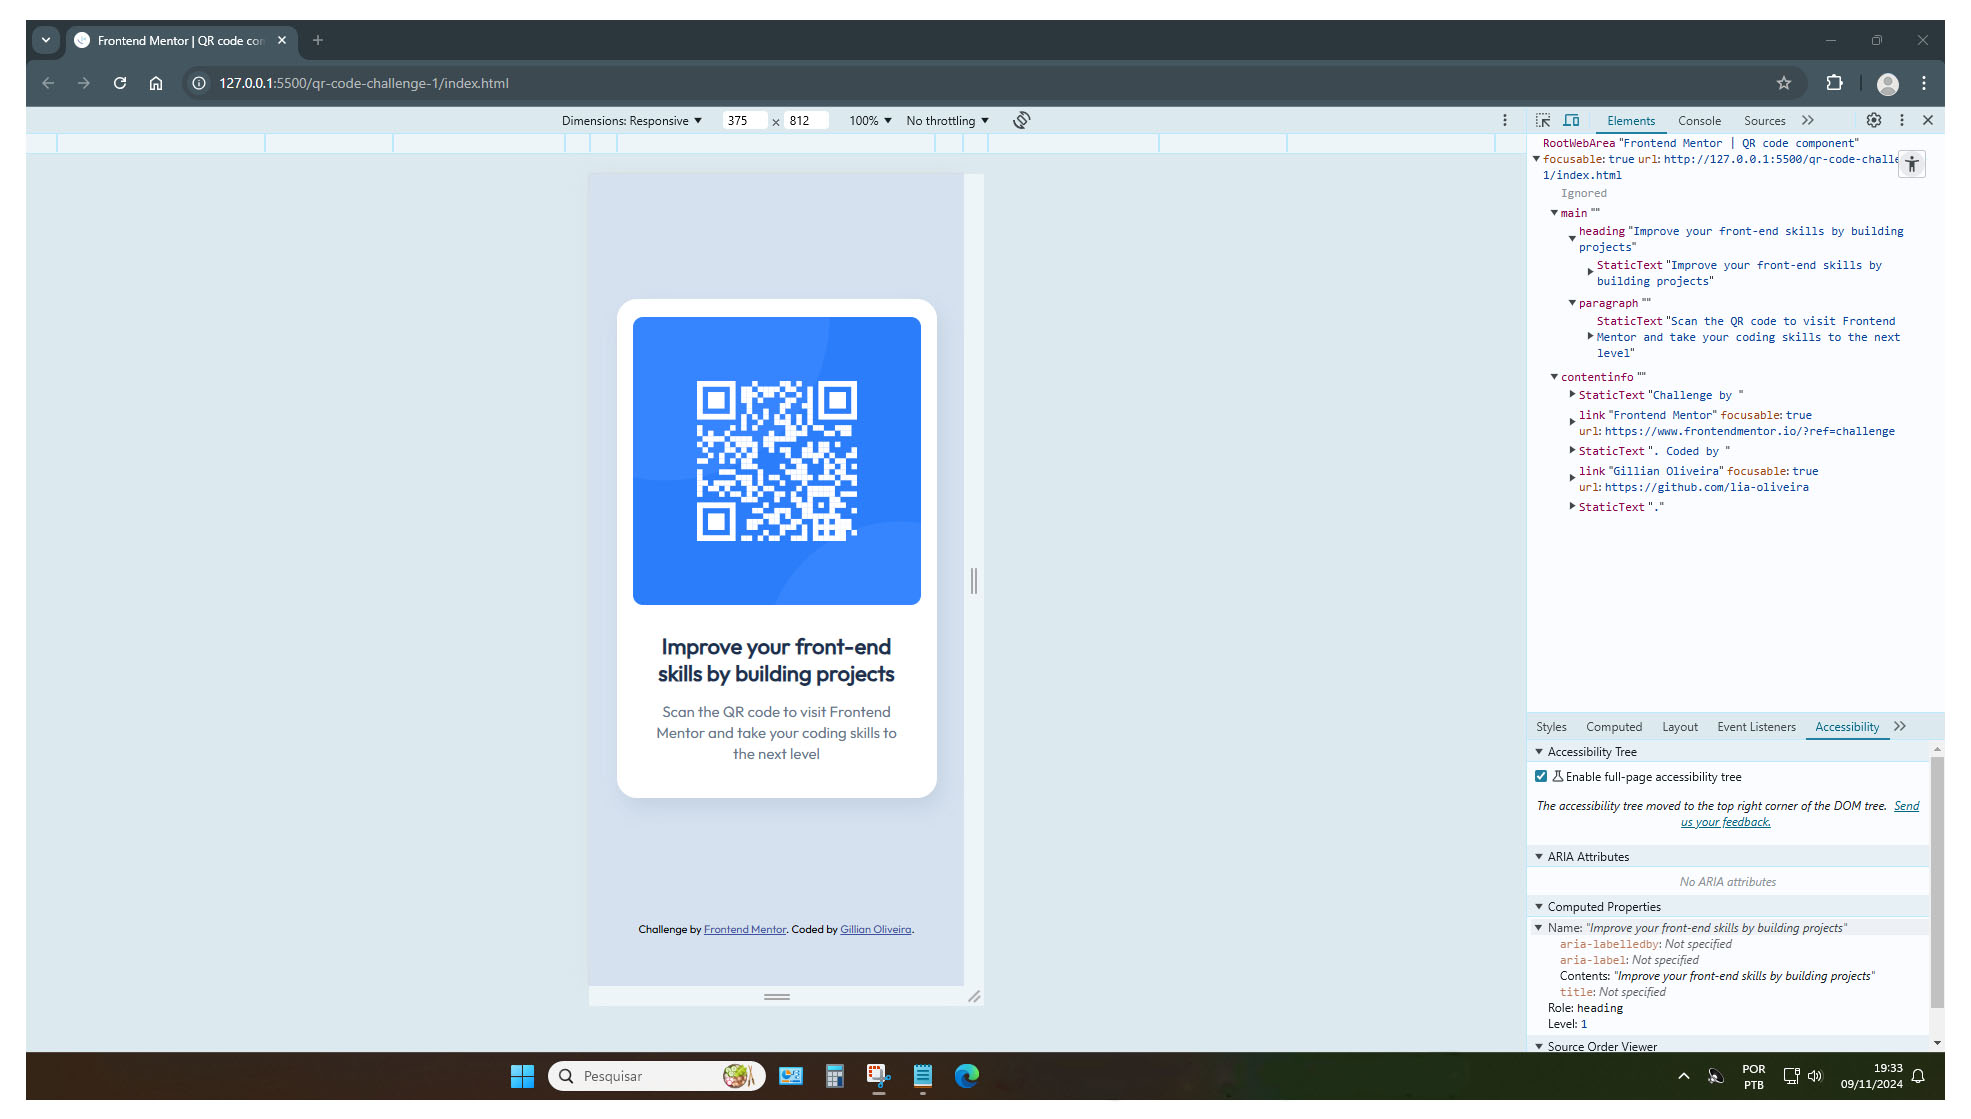 Frontend Mentor | QR code con
127.0.0.1:5500/qr-code-challenge-1/index.html
Dimensions: Responsive 375 × 812 100% No throttling
Improve your front-end
skills by building projects
Scan the QR code to visit Frontend
Mentor and take your coding skills to
the next level
Challenge by Frontend Mentor. Coded by Gillian Oliveira.
Elements Console Sources
RootWebArea "Frontend Mentor | QR code component"
focusable: true url: http://127.0.0.1:5500/qr-code-challe
1/index.html
Ignored
main ""
heading "Improve your front-end skills by building
projects"
StaticText "Improve your front-end skills by
building projects"
paragraph ""
StaticText "Scan the QR code to visit Frontend
Mentor and take your coding skills to the next
level"
contentinfo ""
StaticText "Challenge by "
link "Frontend Mentor" focusable: true
url: https://www.frontendmentor.io/?ref=challenge
StaticText ". Coded by "
link "Gillian Oliveira" focusable: true
url: https://github.com/lia-oliveira
StaticText "."
Styles Computed Layout Event Listeners Accessibility
Accessibility Tree
Enable full-page accessibility tree
The accessibility tree moved to the top right corner of the DOM tree. Send
us your feedback.
ARIA Attributes
No ARIA attributes
Computed Properties
Name: "Improve your front-end skills by building projects"
aria-labelledby: Not specified
aria-label: Not specified
Contents: "Improve your front-end skills by building projects"
title: Not specified
Role: heading
Level: 1
Source Order Viewer
Pesquisar
POR
PTB
19:33
09/11/2024